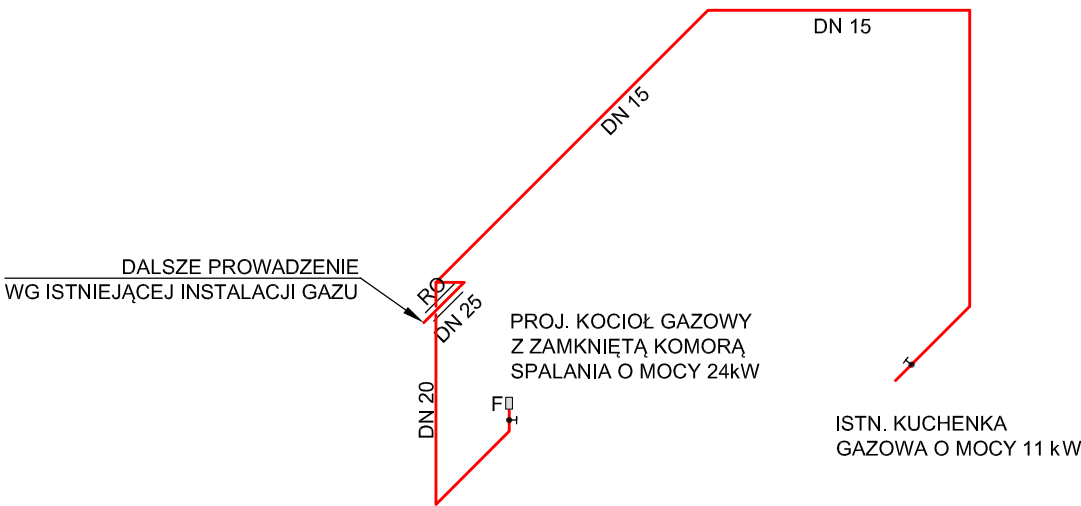 DN 15
DN 15
DALSZE PROWADZENIE
WG ISTNIEJĄCEJ INSTALACJI GAZU
RO
DN 25
PROJ. KOCIOŁ GAZOWY
Z ZAMKNIĘTĄ KOMORĄ
SPALANIA O MOCY 24kW
DN 20
F
ISTN. KUCHENKA
GAZOWA O MOCY 11 kW